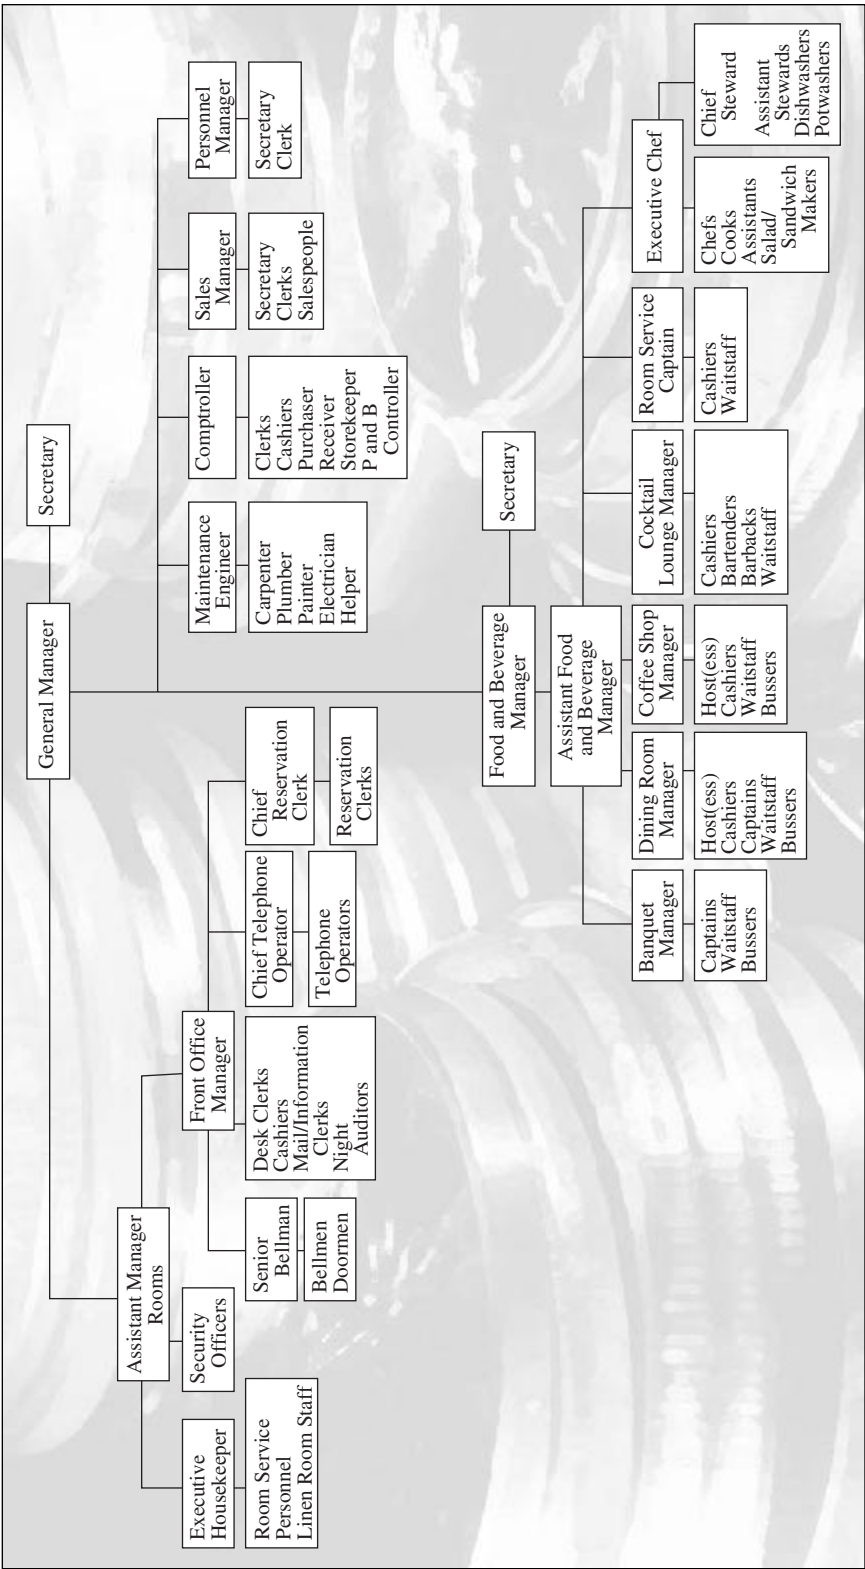 General Manager
Secretary
Assistant Manager
Rooms
Executive
Housekeeper
Room Service
Personnel
Linen Room Staff
Security
Officers
Front Office
Manager
Senior
Bellman
Bellmen
Doormen
Desk Clerks
Cashiers
Mail/Information
Clerks
Night
Auditors
Chief Telephone
Operator
Telephone
Operators
Chief
Reservation
Clerk
Reservation
Clerks
Maintenance
Engineer
Carpenter
Plumber
Painter
Electrician
Helper
Comptroller
Clerks
Cashiers
Purchaser
Receiver
Storekeeper
P and B
Controller
Sales
Manager
Secretary
Clerks
Salespeople
Personnel
Manager
Secretary
Clerk
Food and Beverage
Manager
Secretary
Assistant Food
and Beverage
Manager
Banquet
Manager
Captains
Waitstaff
Bussers
Dining Room
Manager
Host(ess)
Cashiers
Captains
Waitstaff
Bussers
Coffee Shop
Manager
Host(ess)
Cashiers
Waitstaff
Bussers
Cocktail
Lounge Manager
Cashiers
Bartenders
Barbacks
Waitstaff
Room Service
Captain
Cashiers
Waitstaff
Executive Chef
Chefs
Cooks
Assistants
Salad/
Sandwich
Makers
Chief
Steward
Assistant
Stewards
Dishwashers
Potwashers